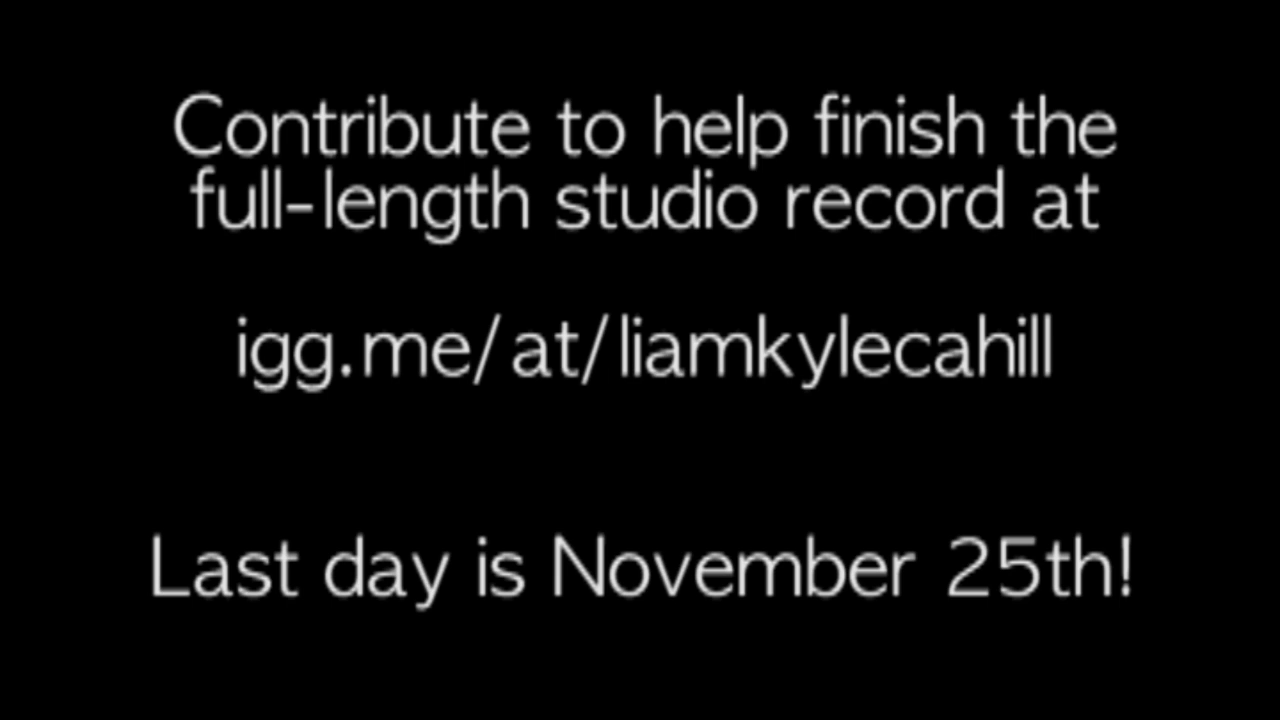 Contribute to help finish the
full-length studio record at
igg.me/at/liamkylecahill
Last day is November 25th!